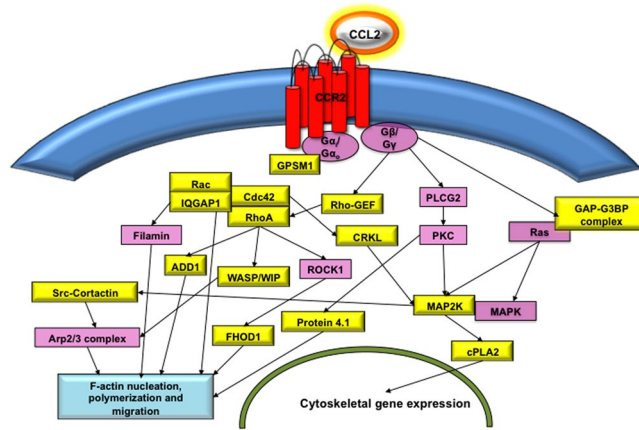 CCL2
CCR2
Gαi/
Gαo
Gβ/
Gγ
GPSM1
Rac
IQGAP1
Cdc42
RhoA
Rho-GEF
PLCG2
GAP-G3BP
complex
Filamin
CRKL
PKC
Ras
ADD1
WASP/WIP
ROCK1
Src-Cortactin
MAP2K
MAPK
Arp2/3 complex
FHOD1
Protein 4.1
cPLA2
F-actin nucleation,
polymerization and
migration
Cytoskeletal gene expression